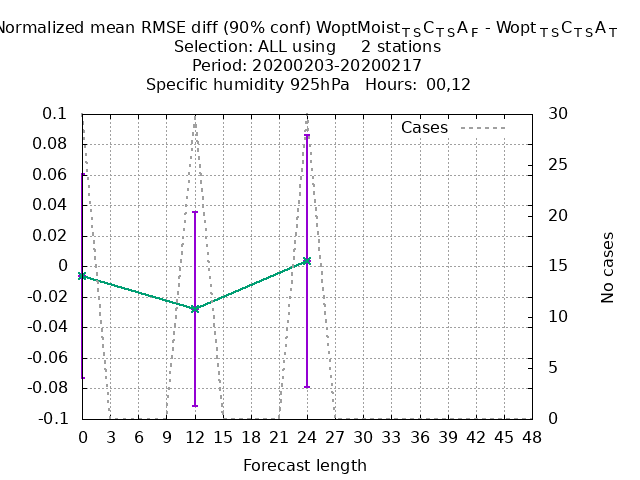 Normalized mean RMSE diff (90% conf) WoptMoist_TSC_TSA_F - Wopt_TSC_TSA_T
Selection: ALL using 2 stations
Period: 20200203-20200217
Specific humidity 925hPa Hours: 00,12
Cases
0.1
0.08
0.06
0.04
0.02
0
-0.02
-0.04
-0.06
-0.08
-0.1
30
25
20
15
10
5
0
No cases
0 3 6 9 12 15 18 21 24 27 30 33 36 39 42 45 48
Forecast length